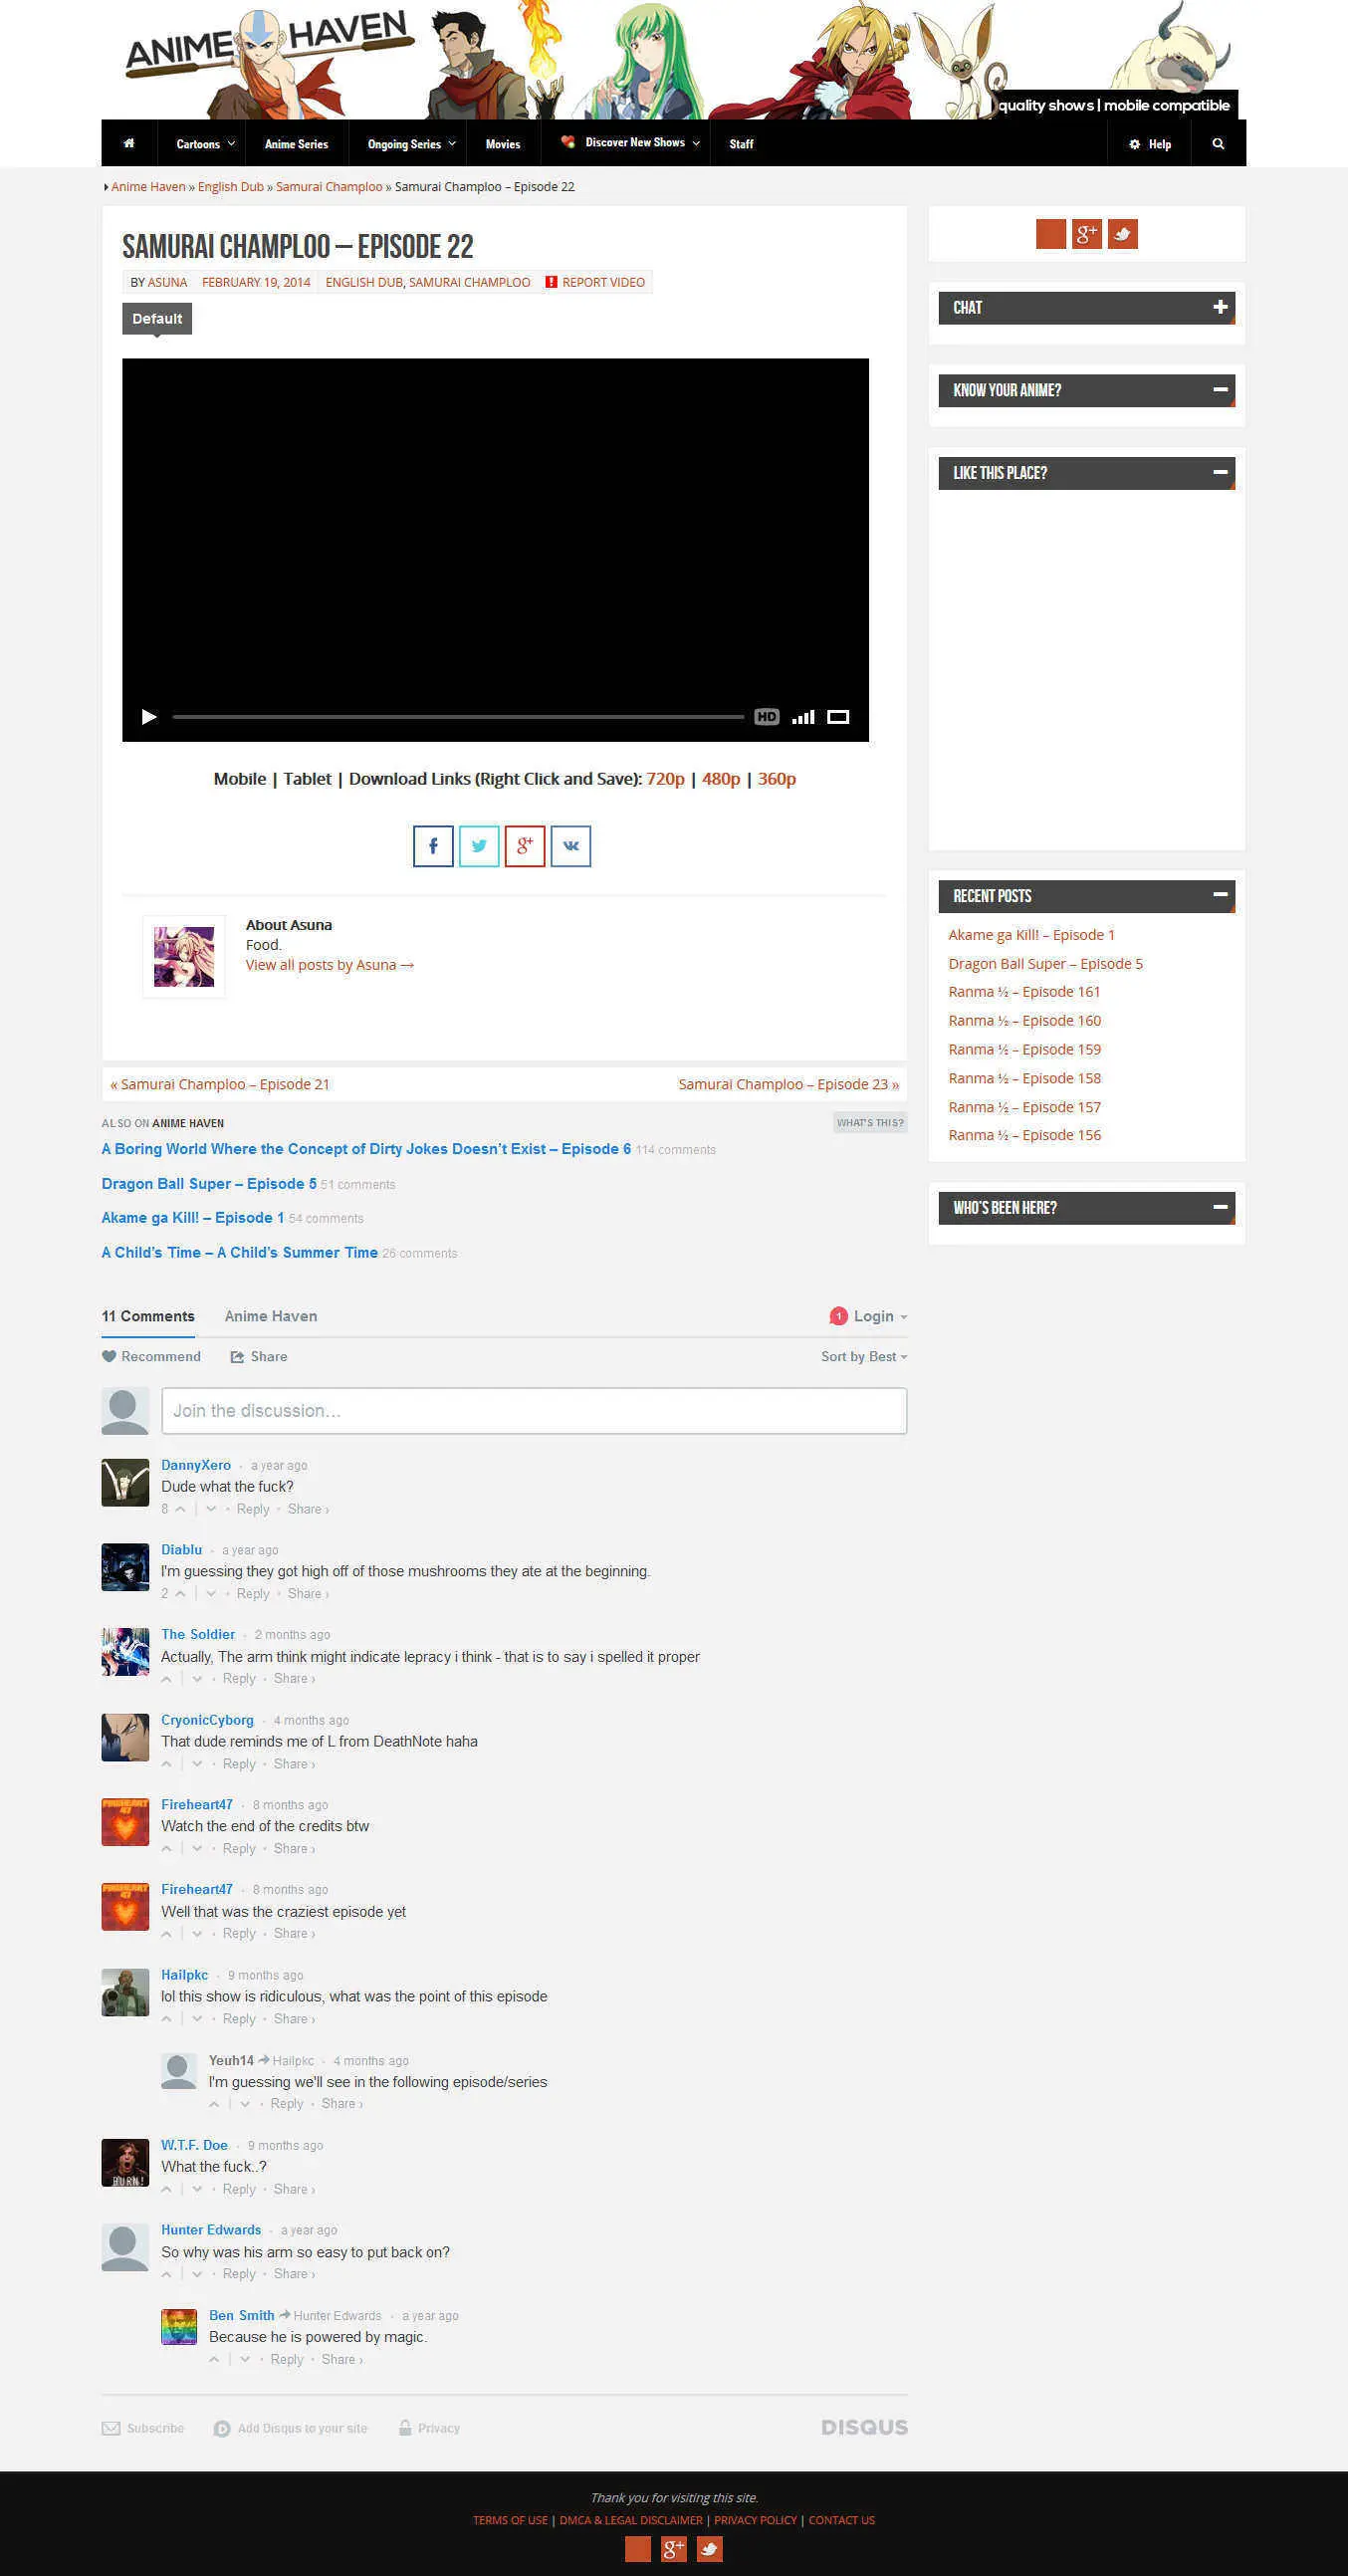 ANIME HAVEN
quality shows | mobile compatible
Cartoons Anime Series Ongoing Series Movies Discover New Shows Staff Help
Anime Haven » English Dub » Samurai Champloo » Samurai Champloo – Episode 22
SAMURAI CHAMPLOO – EPISODE 22
BY ASUNA FEBRUARY 19, 2014 ENGLISH DUB, SAMURAI CHAMPLOO REPORT VIDEO
Default
HD
Mobile | Tablet | Download Links (Right Click and Save): 720p | 480p | 360p
About Asuna
Food.
View all posts by Asuna →
« Samurai Champloo – Episode 21
Samurai Champloo – Episode 23 »
CHAT
KNOW YOUR ANIME?
LIKE THIS PLACE?
RECENT POSTS
Akame ga Kill! – Episode 1
Dragon Ball Super – Episode 5
Ranma ½ – Episode 161
Ranma ½ – Episode 160
Ranma ½ – Episode 159
Ranma ½ – Episode 158
Ranma ½ – Episode 157
Ranma ½ – Episode 156
WHO'S BEEN HERE?
ALSO ON ANIME HAVEN
WHAT'S THIS?
A Boring World Where the Concept of Dirty Jokes Doesn't Exist – Episode 6 114 comments
Dragon Ball Super – Episode 5 51 comments
Akame ga Kill! – Episode 1 54 comments
A Child's Time – A Child's Summer Time 26 comments
11 Comments Anime Haven 1 Login
Recommend Share Sort by Best
Join the discussion...
DannyXero • a year ago
Dude what the fuck?
8 • Reply • Share ›
Diablu • a year ago
I'm guessing they got high off of those mushrooms they ate at the beginning.
2 • Reply • Share ›
The Soldier • 2 months ago
Actually, The arm think might indicate lepracy i think - that is to say i spelled it proper
• Reply • Share ›
CryonicCyborg • 4 months ago
That dude reminds me of L from DeathNote haha
• Reply • Share ›
Fireheart47 • 8 months ago
Watch the end of the credits btw
• Reply • Share ›
Fireheart47 • 8 months ago
Well that was the craziest episode yet
• Reply • Share ›
Hailpkc • 9 months ago
lol this show is ridiculous, what was the point of this episode
• Reply • Share ›
Yeuh14 Hailpkc • 4 months ago
I'm guessing we'll see in the following episode/series
• Reply • Share ›
W.T.F. Doe • 9 months ago
What the fuck..?
BURN!
• Reply • Share ›
Hunter Edwards • a year ago
So why was his arm so easy to put back on?
• Reply • Share ›
Ben Smith Hunter Edwards • a year ago
Because he is powered by magic.
• Reply • Share ›
Subscribe Add Disqus to your site Privacy DISQUS
Thank you for visiting this site.
TERMS OF USE | DMCA & LEGAL DISCLAIMER | PRIVACY POLICY | CONTACT US